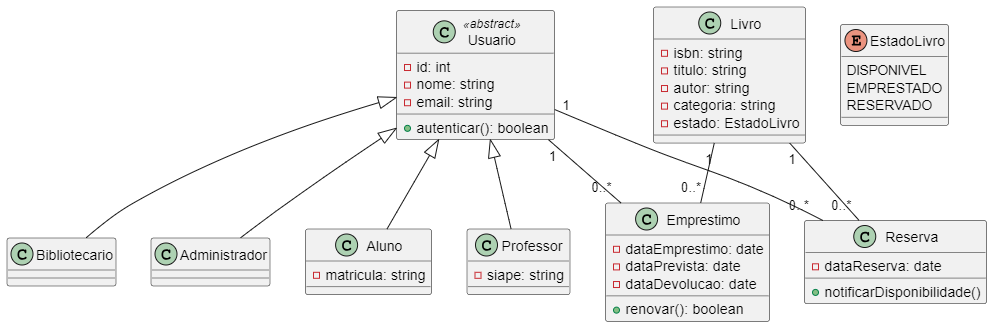 «abstract»
C Usuario
id: int
nome: string
email: string
autenticar(): boolean
C Livro
isbn: string
titulo: string
autor: string
categoria: string
estado: EstadoLivro
E EstadoLivro
DISPONIVEL
EMPRESTADO
RESERVADO
1
1
1
1
0..*
0..*
0..*
0..*
C Bibliotecario
C Administrador
C Aluno
matricula: string
C Professor
siape: string
C Emprestimo
dataEmprestimo: date
dataPrevista: date
dataDevolucao: date
renovar(): boolean
C Reserva
dataReserva: date
notificarDisponibilidade()